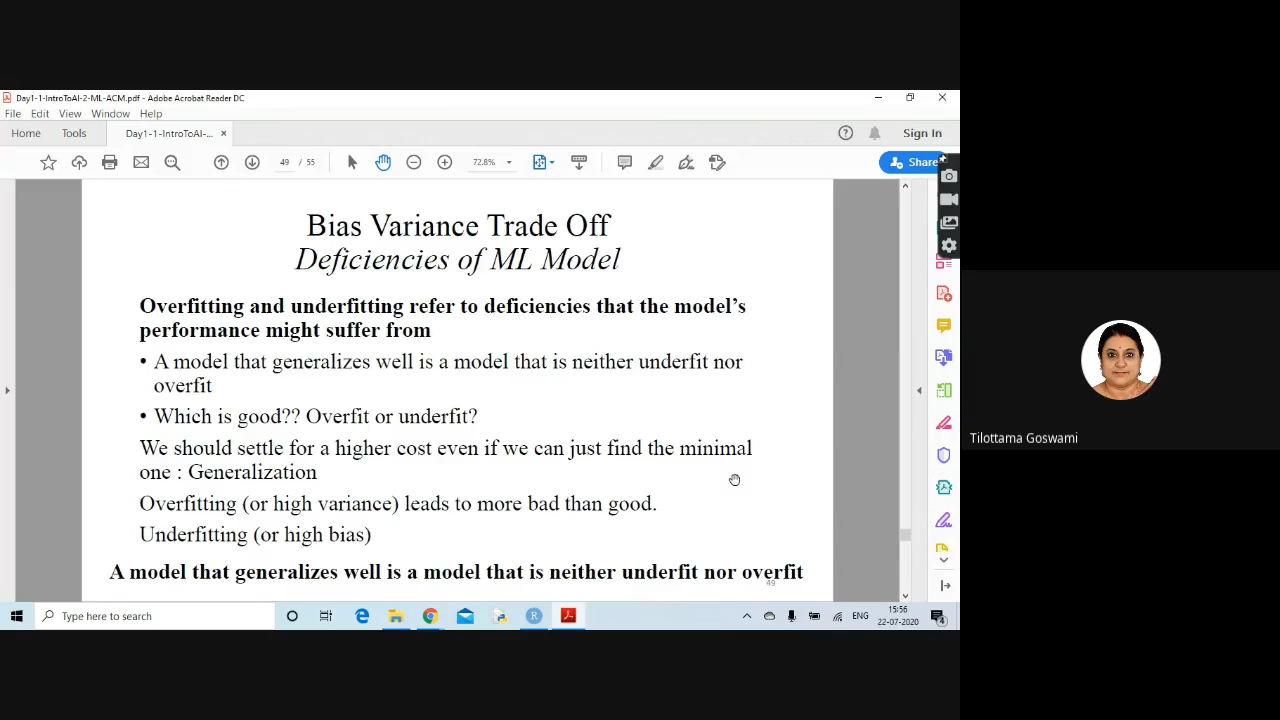 Day1-1-IntroToAI-2-ML-ACM.pdf - Adobe Acrobat Reader DC
File Edit View Window Help
Home Tools Day1-1-IntroToAI-... × Sign In
49 / 55 72.8% Share
Bias Variance Trade Off
Deficiencies of ML Model
Overfitting and underfitting refer to deficiencies that the model’s
performance might suffer from
• A model that generalizes well is a model that is neither underfit nor
overfit
• Which is good?? Overfit or underfit?
We should settle for a higher cost even if we can just find the minimal
one : Generalization
Overfitting (or high variance) leads to more bad than good.
Underfitting (or high bias)
A model that generalizes well is a model that is neither underfit nor overfit
49
Tilottama Goswami
Type here to search
ENG
15:56
22-07-2020
4